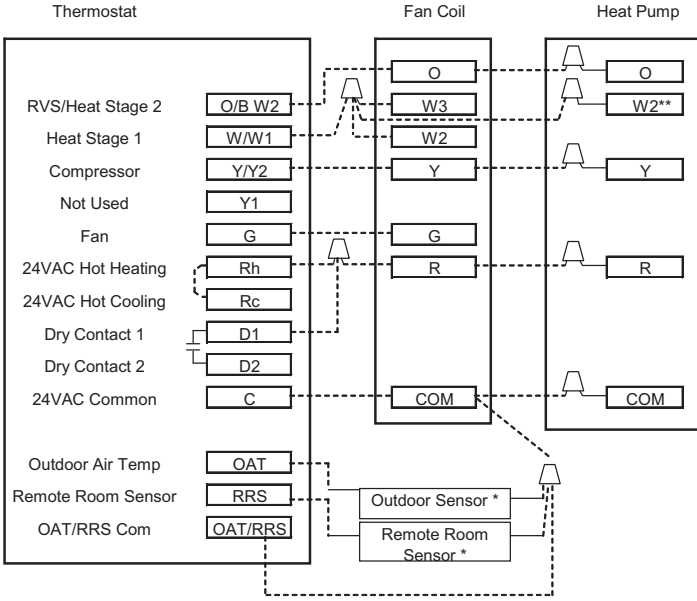 Thermostat Fan Coil Heat Pump
O O
RVS/Heat Stage 2 O/B W2 W3 W2**
Heat Stage 1 W/W1 W2
Compressor Y/Y2 Y Y
Not Used Y1
Fan G G
24VAC Hot Heating Rh R R
24VAC Hot Cooling Rc
Dry Contact 1 D1
Dry Contact 2 D2
24VAC Common C COM COM
Outdoor Air Temp OAT
Remote Room Sensor RRS Outdoor Sensor *
OAT/RRS Com OAT/RRS Remote Room
Sensor *